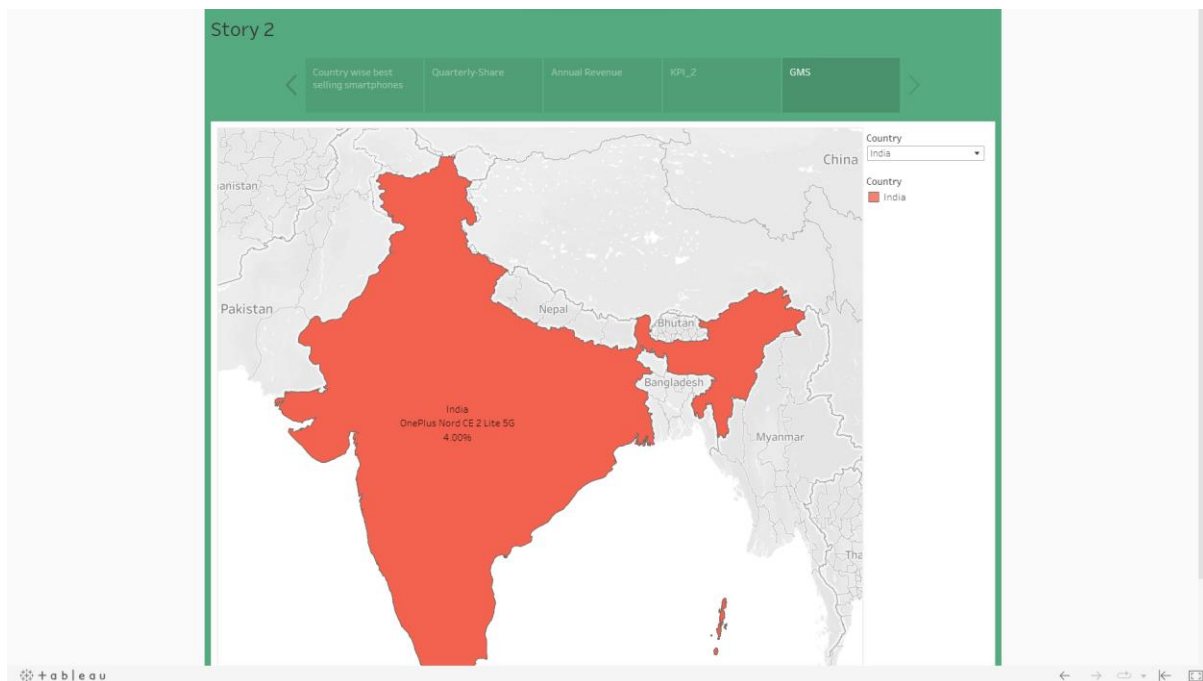 Story 2
Country wise best
selling smartphones
Quarterly-Share
Annual Revenue
KPI_2
GMS
Country
India
Country
India
China
anistan
Pakistan
Nepal
Bhutan
Bangladesh
India
OnePlus Nord CE 2 Lite 5G
4.00%
Myanmar
Tha
+ableau